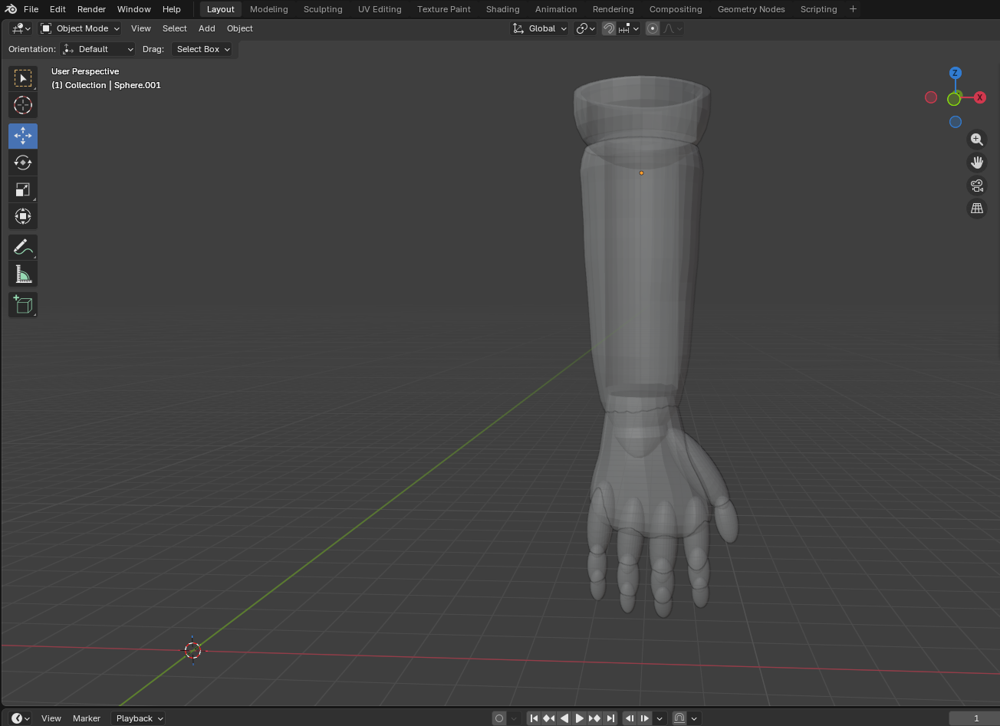 File Edit Render Window Help Layout Modeling Sculpting UV Editing Texture Paint Shading Animation Rendering Compositing Geometry Nodes Scripting
Object Mode View Select Add Object Global
Orientation: Default Drag: Select Box
User Perspective
(1) Collection | Sphere.001
Z
X
View Marker Playback 1